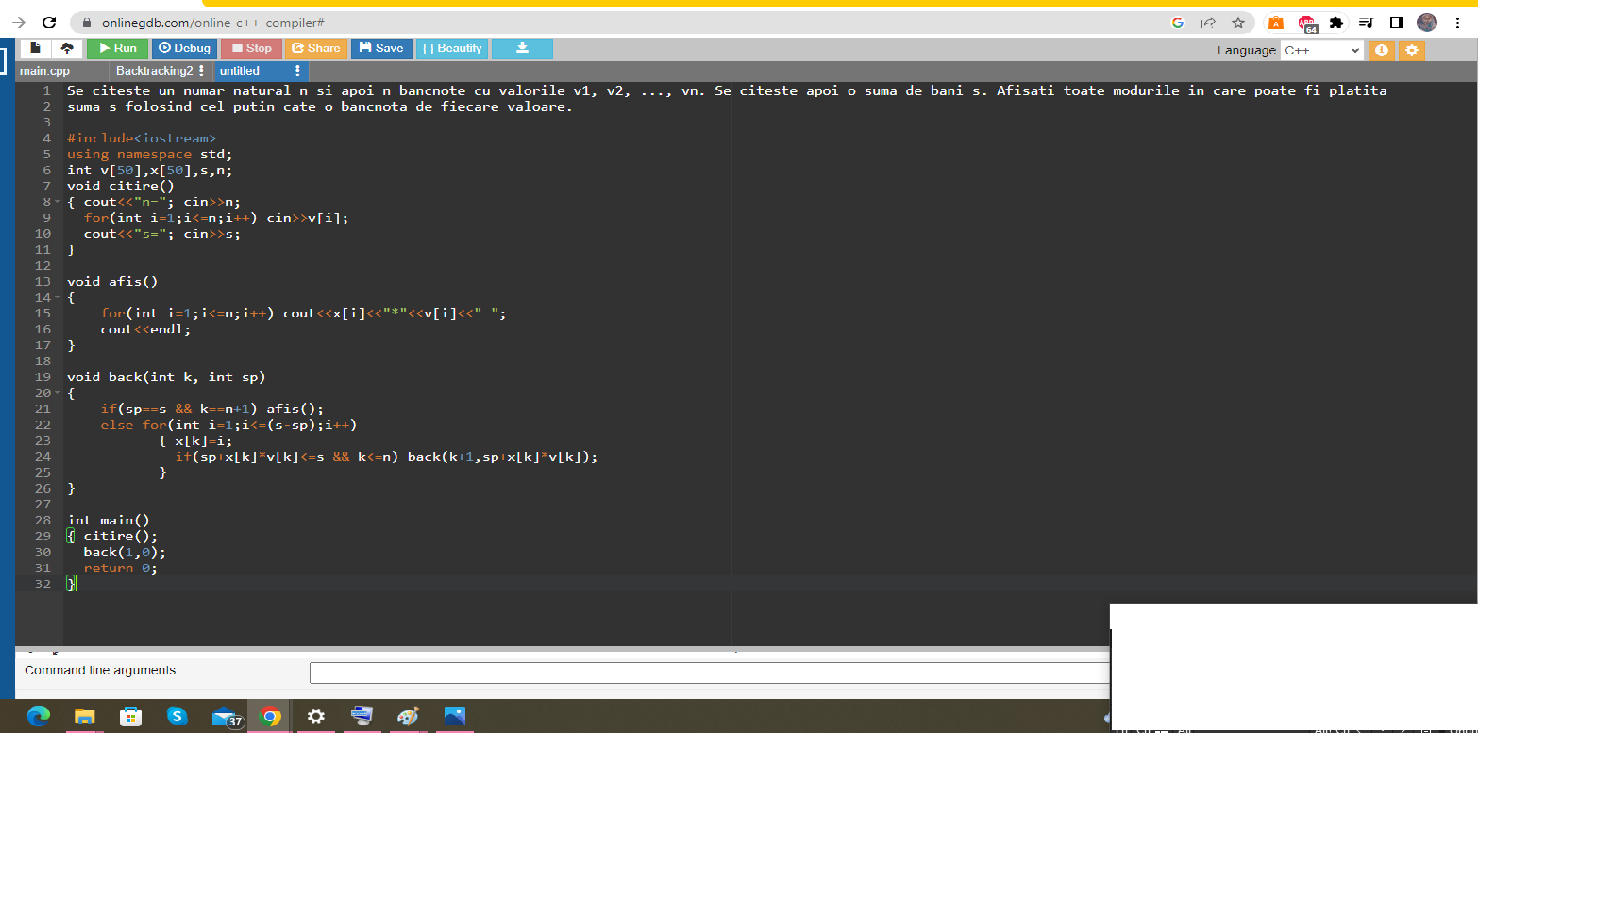 onlinegdb.com/online_c++_compiler#
64
Run Debug Stop Share Save { } Beautify
Language C++
main.cpp Backtracking2 untitled
1 Se citeste un numar natural n si apoi n bancnote cu valorile v1, v2, ..., vn. Se citeste apoi o suma de bani s. Afisati toate modurile in care poate fi platita
2 suma s folosind cel putin cate o bancnota de fiecare valoare.
3
4 #include<iostream>
5 using namespace std;
6 int v[50],x[50],s,n;
7 void citire()
8 { cout<<"n="; cin>>n;
9 for(int i=1;i<=n;i++) cin>>v[i];
10 cout<<"s="; cin>>s;
11 }
12
13 void afis()
14 {
15 for(int i=1;i<=n;i++) cout<<x[i]<<"*"<<v[i]<<" ";
16 cout<<endl;
17 }
18
19 void back(int k, int sp)
20 {
21 if(sp==s && k==n+1) afis();
22 else for(int i=1;i<=(s-sp);i++)
23 { x[k]=i;
24 if(sp+x[k]*v[k]<=s && k<=n) back(k+1,sp+x[k]*v[k]);
25 }
26 }
27
28 int main()
29 { citire();
30 back(1,0);
31 return 0;
32 }
Command line arguments
37